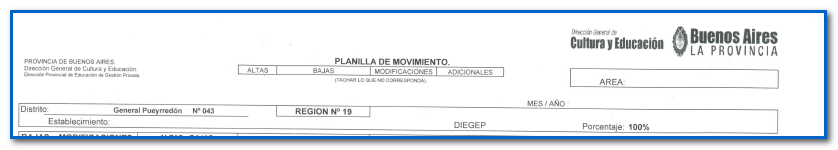 Dirección General de
Cultura y Educación
Buenos Aires
LA PROVINCIA
PROVINCIA DE BUENOS AIRES.
Dirección General de Cultura y Educación.
Dirección Provincial de Educación de Gestión Privada.
PLANILLA DE MOVIMIENTO.
ALTAS BAJAS MODIFICACIONES ADICIONALES
(TACHAR LO QUE NO CORRESPONDA).
AREA:
MES / AÑO :
Distrito: General Pueyrredón Nº 043 REGION Nº 19
Establecimiento: DIEGEP Porcentaje: 100%